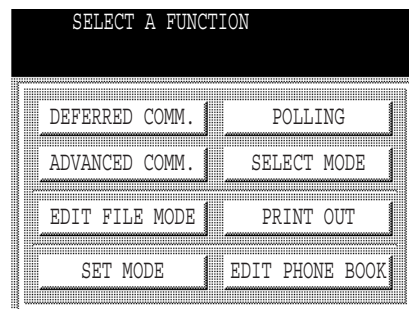 SELECT A FUNCTION
DEFERRED COMM. POLLING
ADVANCED COMM. SELECT MODE
EDIT FILE MODE PRINT OUT
SET MODE EDIT PHONE BOOK